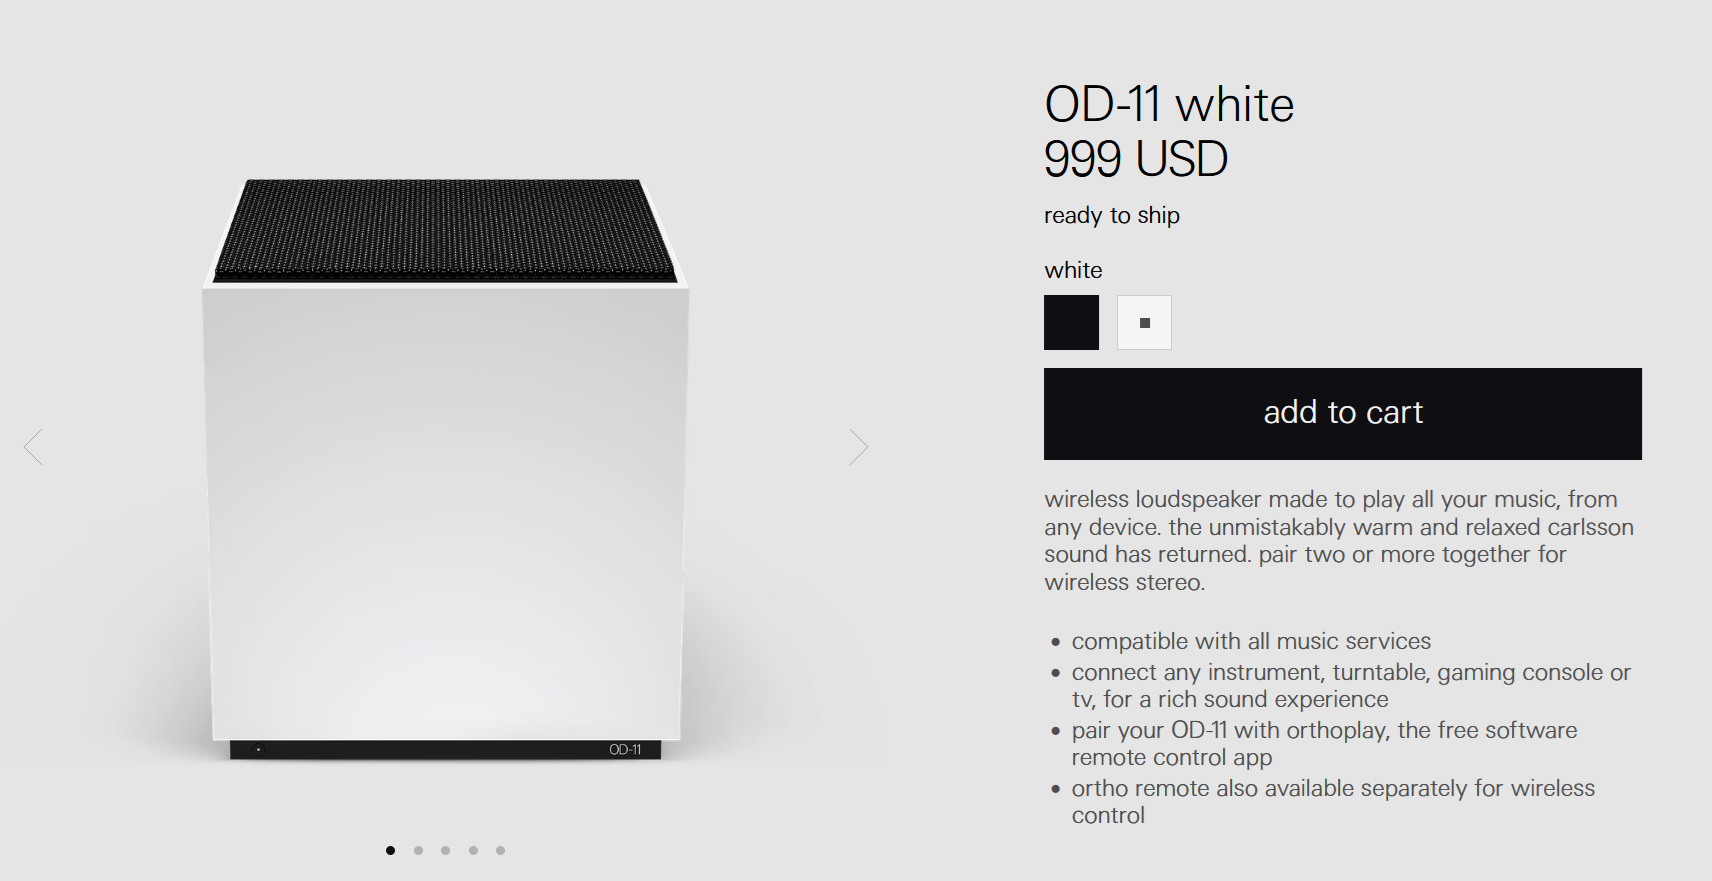 OD-11 white
999 USD
ready to ship
white
add to cart
wireless loudspeaker made to play all your music, from
any device. the unmistakably warm and relaxed carlsson
sound has returned. pair two or more together for
wireless stereo.
• compatible with all music services
• connect any instrument, turntable, gaming console or
tv, for a rich sound experience
• pair your OD-11 with orthoplay, the free software
remote control app
• ortho remote also available separately for wireless
control
OD-11